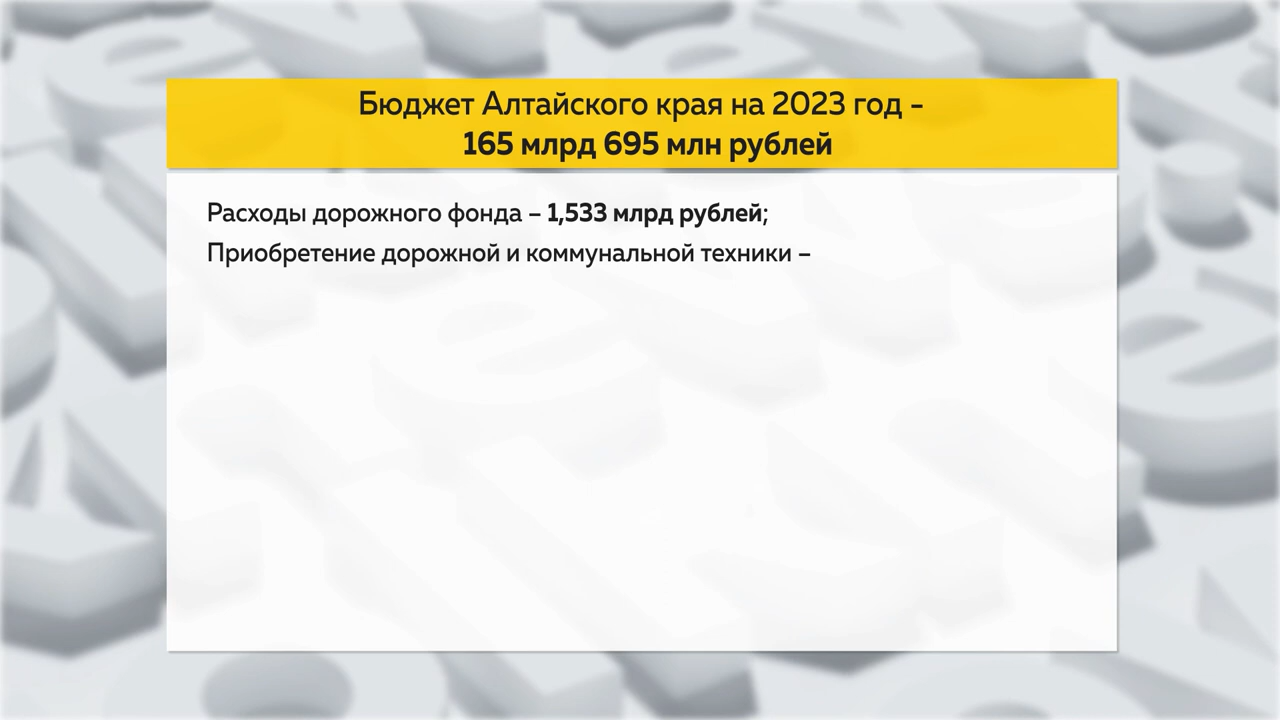 Бюджет Алтайского края на 2023 год -
165 млрд 695 млн рублей
Расходы дорожного фонда – 1,533 млрд рублей;
Приобретение дорожной и коммунальной техники –